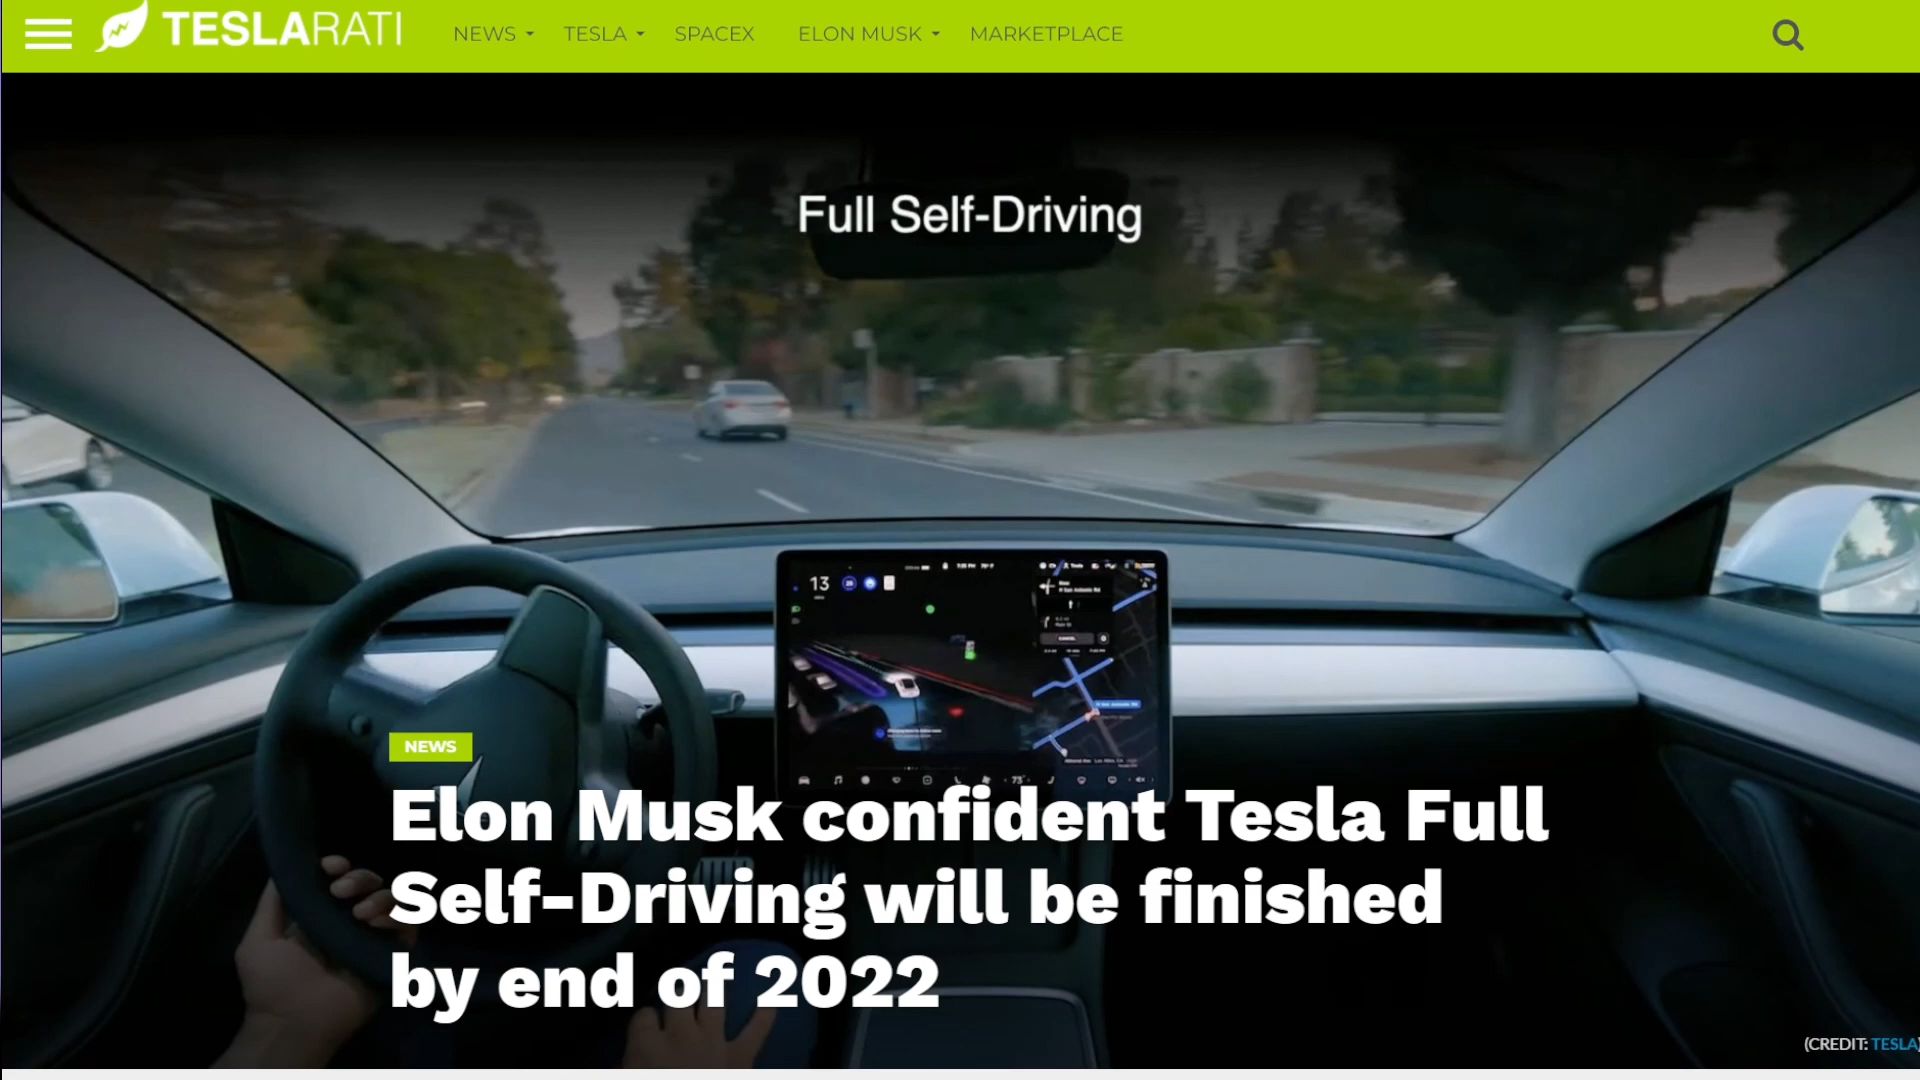 TESLARATI
NEWS TESLA SPACEX ELON MUSK MARKETPLACE
Full Self-Driving
13
NEWS
Elon Musk confident Tesla Full
Self-Driving will be finished
by end of 2022
(CREDIT: TESLA)